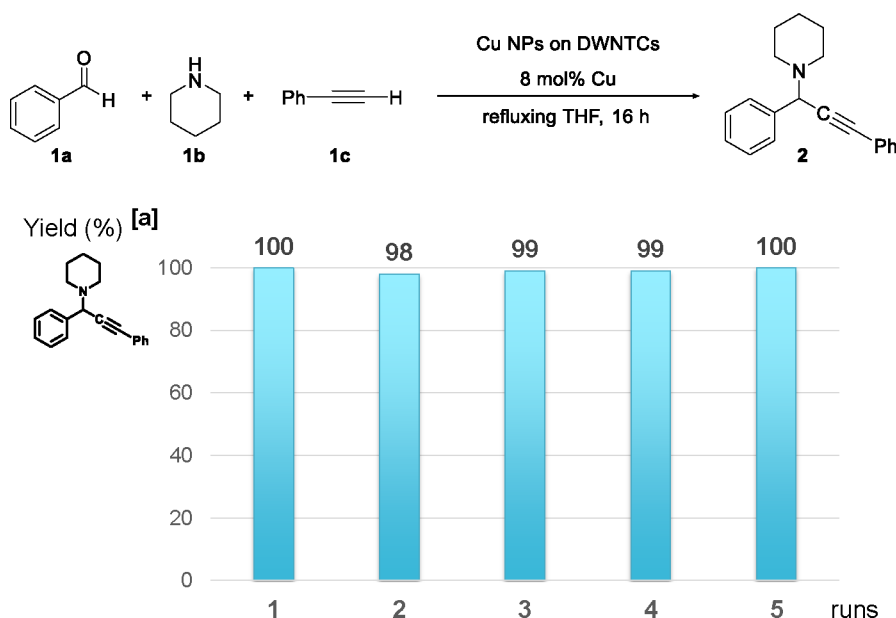 O
H
+
H
N
+
Ph
H
Cu NPs on DWNTCs
8 mol% Cu
refluxing THF, 16 h
N
C
Ph
1a
1b
1c
2
Yield (%) [a]
N
C
Ph
100
98
99
99
100
100
80
60
40
20
0
1 2 3 4 5 runs